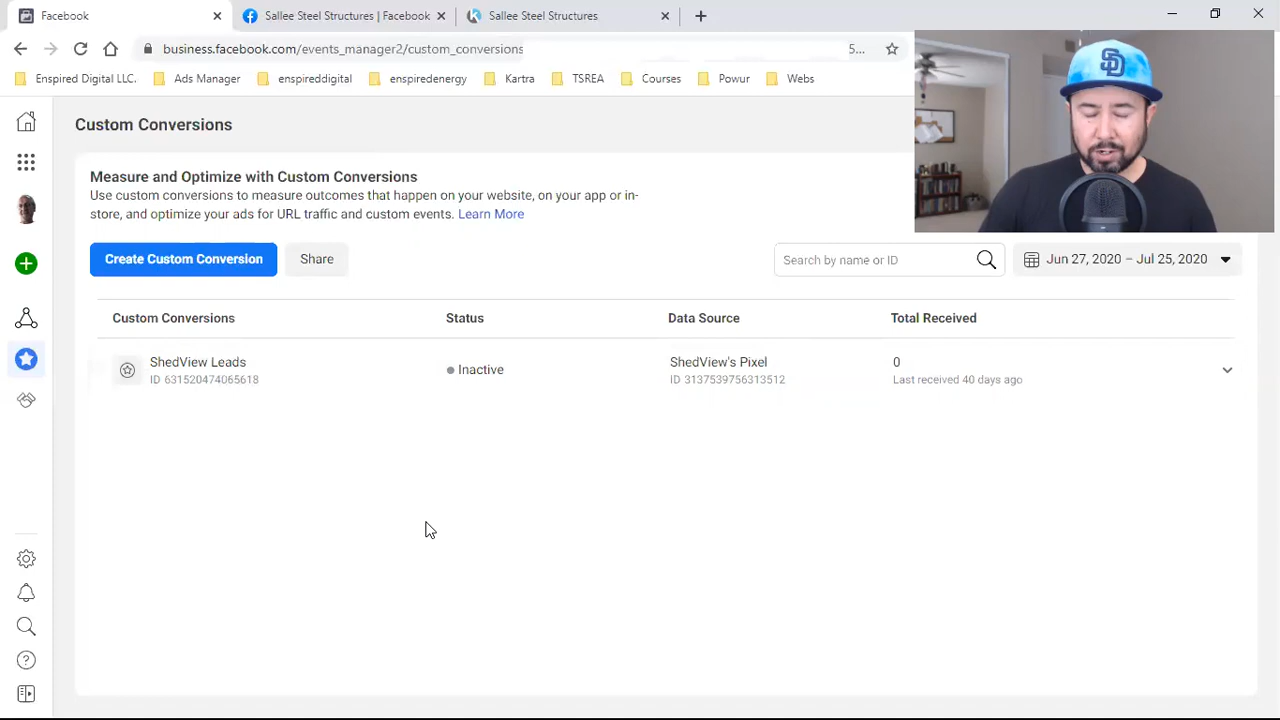 Facebook
Sallee Steel Structures | Facebook
Sallee Steel Structures
business.facebook.com/events_manager2/custom_conversions
5...
Enspired Digital LLC.
Ads Manager
enspireddigital
enspiredenergy
Kartra
TSREA
Courses
Powur
Webs
SD
Custom Conversions
Measure and Optimize with Custom Conversions
Use custom conversions to measure outcomes that happen on your website, on your app or in-
store, and optimize your ads for URL traffic and custom events. Learn More
Create Custom Conversion
Share
Search by name or ID
Jun 27, 2020 – Jul 25, 2020
Custom Conversions
Status
Data Source
Total Received
ShedView Leads
ID 631520474065618
Inactive
ShedView's Pixel
ID 3137539756313512
0
Last received 40 days ago